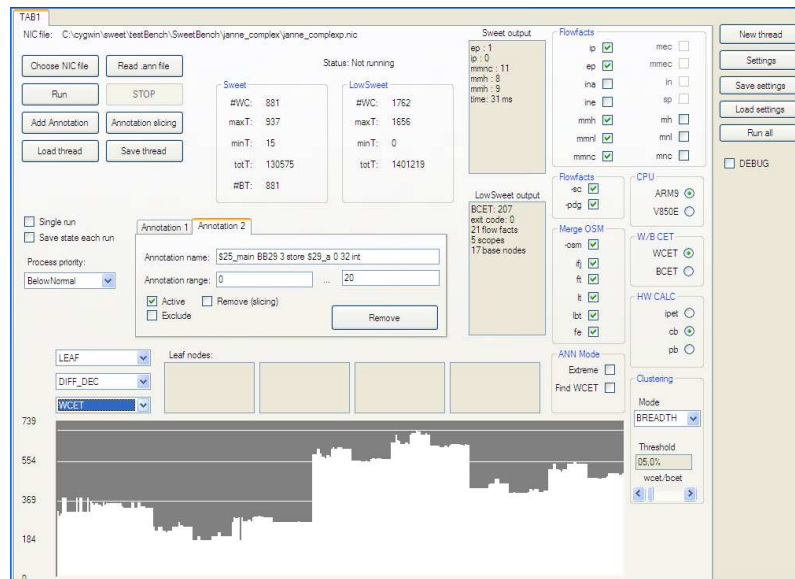 TAB1
NIC file: C:\cygwin\sweet\testBench\SweetBench\janne_complex\janne_complexp.nic
Choose NIC file
Read .ann file
Run
STOP
Add Annotation
Annotation slicing
Load thread
Save thread
Status: Not running
Sweet
#WC: 881
maxT: 937
minT: 15
totT: 130575
#BT: 881
LowSweet
#WC: 1762
maxT: 1656
minT: 0
totT: 1401219
Sweet output
ep : 1
ip : 0
mmnc : 11
mmh : 8
mmh : 9
time: 31 ms
Flowfacts
ip
mec
ep
mmec
ina
in
ine
sp
mmh
mh
mmnl
mnl
mmnc
mnc
New thread
Settings
Save settings
Load settings
Run all
DEBUG
LowSweet output
BCET: 207
exit code: 0
21 flow facts
5 scopes
17 base nodes
Flowfacts
-sc
-pdg
CPU
ARM9
V850E
Merge OSM
-osm
ifj
ft
lt
lbt
fe
W/B CET
WCET
BCET
HW CALC
ipet
cb
pb
Single run
Save state each run
Process priority:
BelowNormal
Annotation 1
Annotation 2
Annotation name: $25_main BB29 3 store $29_a 0 32 int
Annotation range: 0 ... 20
Active
Remove (slicing)
Exclude
Remove
LEAF
DIFF_DEC
WCET
Leaf nodes:
ANN Mode
Extreme
Find WCET
Clustering
Mode
BREADTH
Threshold
05,0%
wcet/bcet
739
554
369
184
0